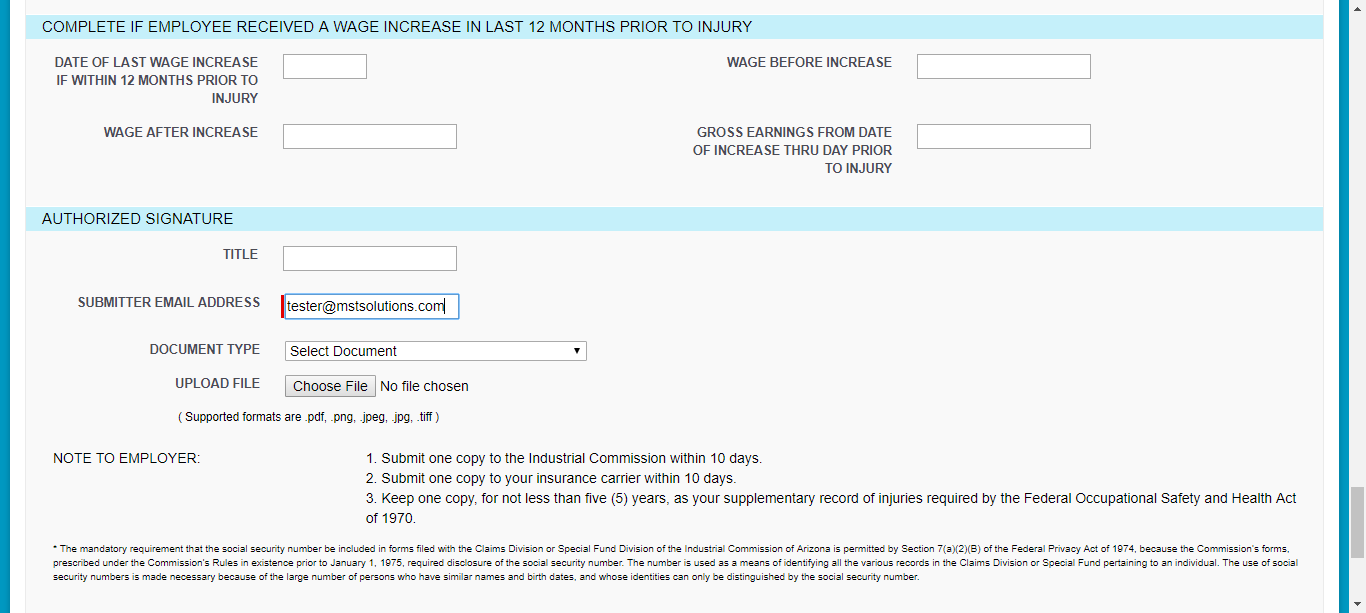 COMPLETE IF EMPLOYEE RECEIVED A WAGE INCREASE IN LAST 12 MONTHS PRIOR TO INJURY
DATE OF LAST WAGE INCREASE
IF WITHIN 12 MONTHS PRIOR TO
INJURY
WAGE BEFORE INCREASE
WAGE AFTER INCREASE
GROSS EARNINGS FROM DATE
OF INCREASE THRU DAY PRIOR
TO INJURY
AUTHORIZED SIGNATURE
TITLE
SUBMITTER EMAIL ADDRESS
tester@mstsolutions.com
DOCUMENT TYPE
Select Document
UPLOAD FILE
Choose File No file chosen
( Supported formats are .pdf, .png, .jpeg, .jpg, .tiff )
NOTE TO EMPLOYER:
1. Submit one copy to the Industrial Commission within 10 days.
2. Submit one copy to your insurance carrier within 10 days.
3. Keep one copy, for not less than five (5) years, as your supplementary record of injuries required by the Federal Occupational Safety and Health Act
of 1970.
* The mandatory requirement that the social security number be included in forms filed with the Claims Division or Special Fund Division of the Industrial Commission of Arizona is permitted by Section 7(a)(2)(B) of the Federal Privacy Act of 1974, because the Commission's forms,
prescribed under the Commission's Rules in existence prior to January 1, 1975, required disclosure of the social security number. The number is used as a means of identifying all the various records in the Claims Division or Special Fund pertaining to an individual. The use of social
security numbers is made necessary because of the large number of persons who have similar names and birth dates, and whose identities can only be distinguished by the social security number.